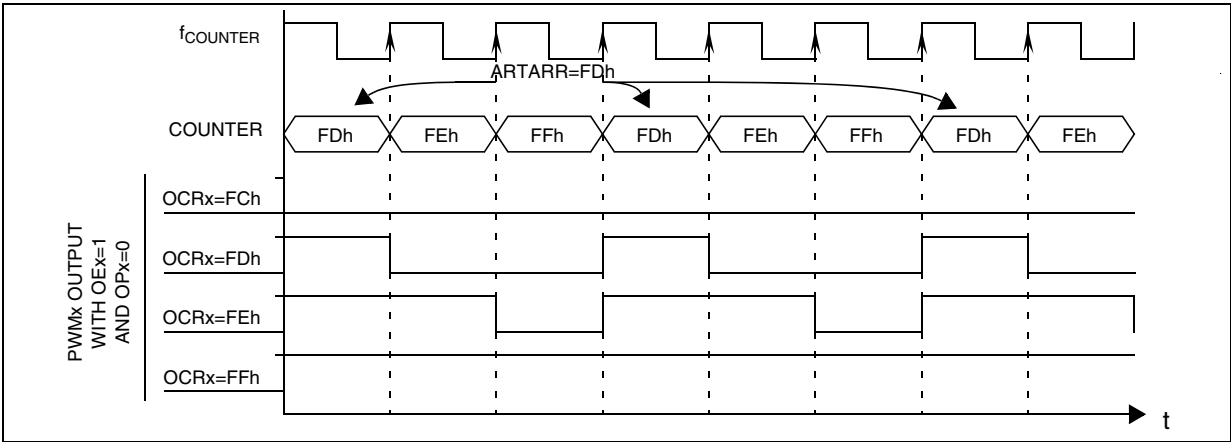 fCOUNTER
ARTARR=FDh
COUNTER
FDh FEh FFh FDh FEh FFh FDh FEh
PWMx OUTPUT
WITH OEx=1
AND OPx=0
OCRx=FCh
OCRx=FDh
OCRx=FEh
OCRx=FFh
t